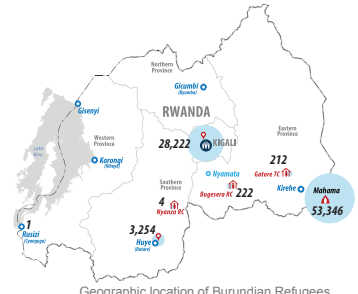 Northern
Province
Gicumbi
(Byumba)
Gisenyi
RWANDA
28,222
KIGALI
Eastern
Province
Lake
Kivu
Western
Province
Karongi
(Kibuye)
212
Gatore TC
Nyamata
Kirehe
Mahama
53,346
Southern
Province
Bugesera RC
222
4
Nyanza RC
1
Rusizi
(Cyangugu)
3,254
Huye
(Butare)
Geographic location of Burundian Refugees